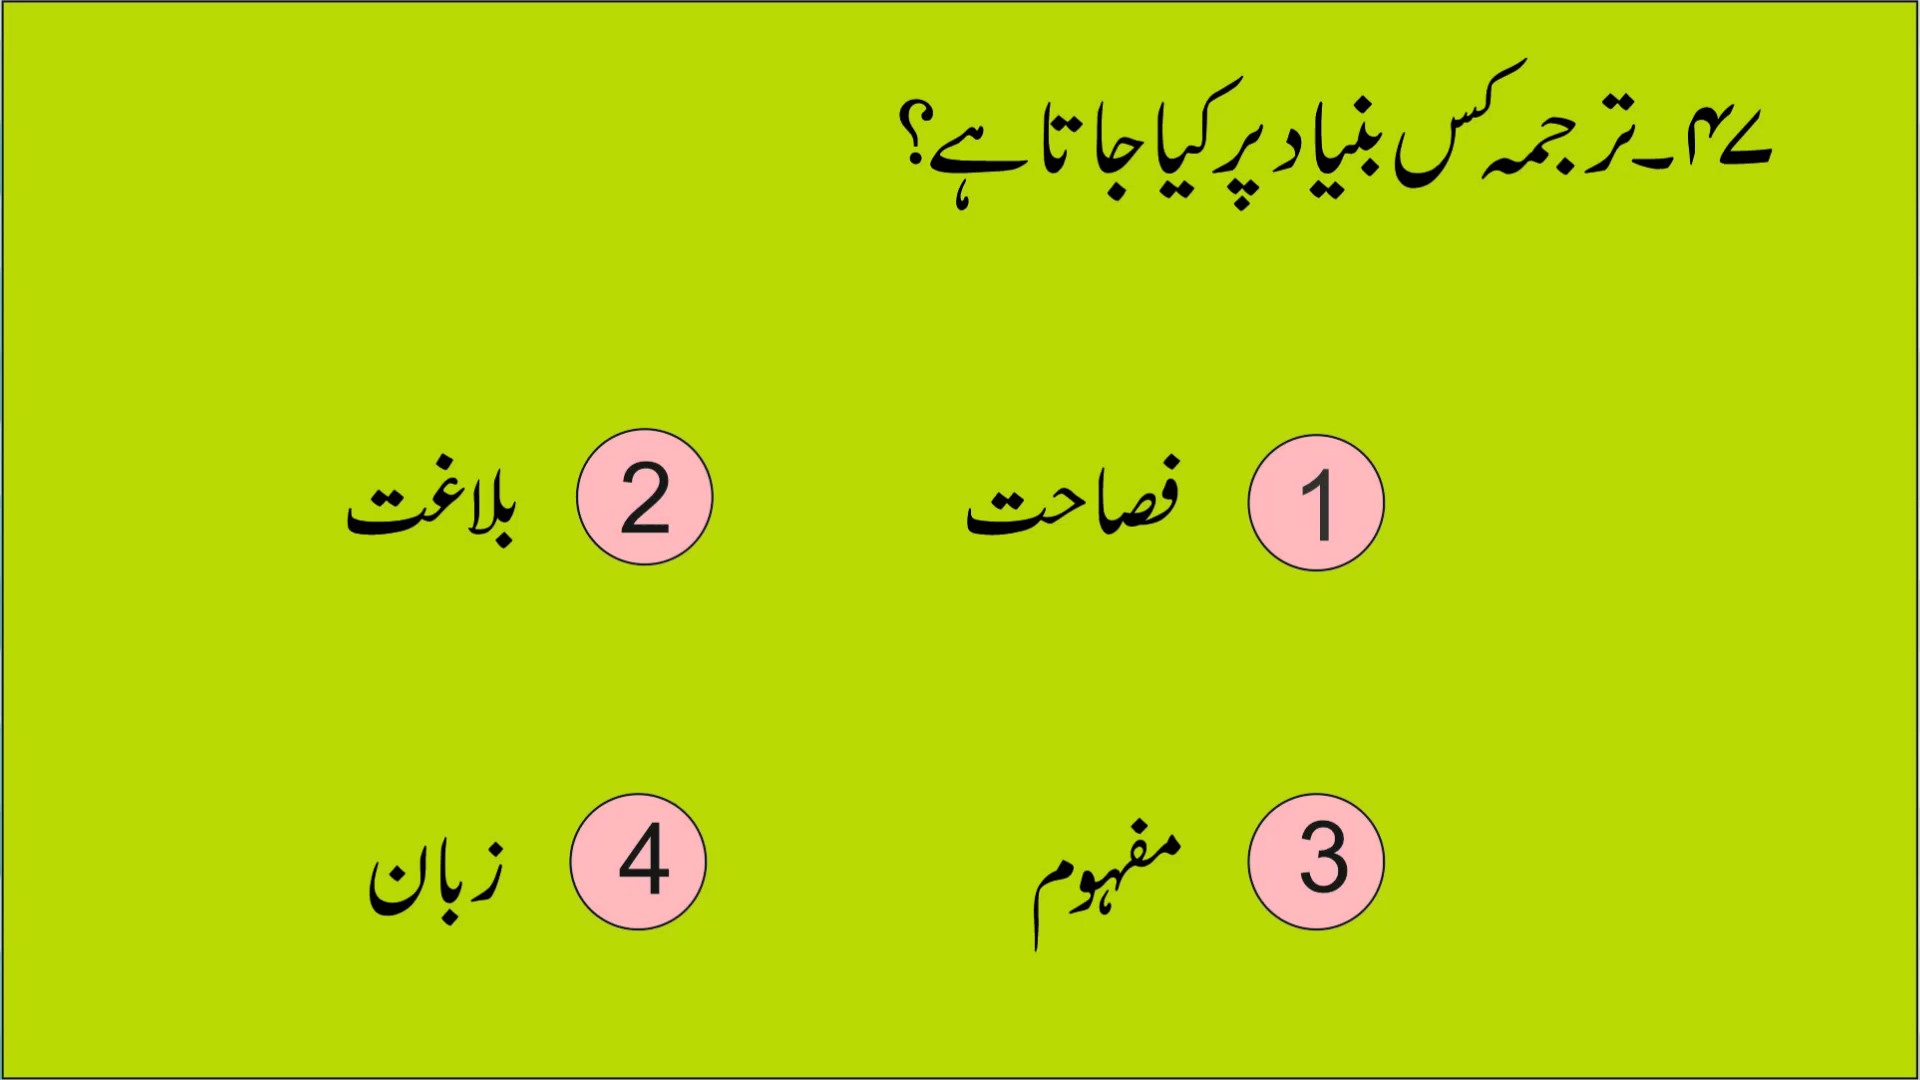 ۴۷۔ترجمہ کس بنیاد پر کیا جاتا ہے؟
1 فصاحت
2 بلاغت
3 مفہوم
4 زبان